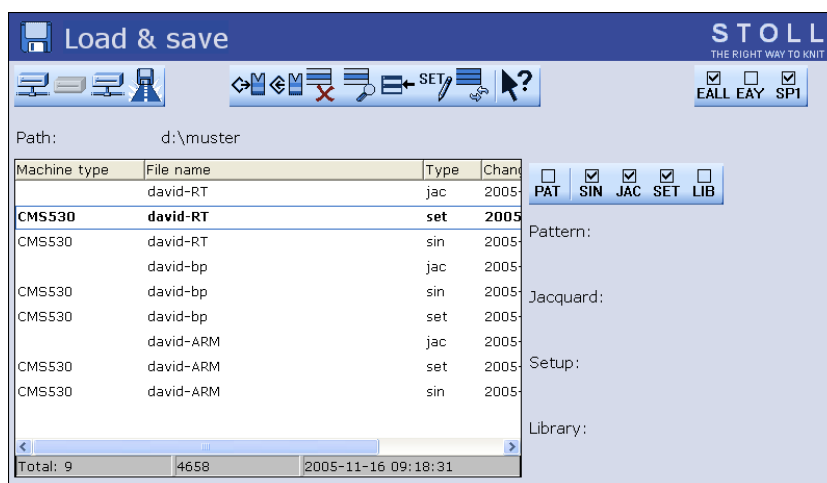 Load & save
STOLL
THE RIGHT WAY TO KNIT
SET
?
EALL EAY SP1
Path: d:\muster
Machine type File name Type Chang
david-RT jac 2005-
CMS530 david-RT set 2005
CMS530 david-RT sin 2005-
david-bp jac 2005-
CMS530 david-bp sin 2005-
CMS530 david-bp set 2005-
david-ARM jac 2005-
CMS530 david-ARM set 2005-
CMS530 david-ARM sin 2005-
Total: 9 4658 2005-11-16 09:18:31
PAT SIN JAC SET LIB
Pattern:
Jacquard:
Setup:
Library: